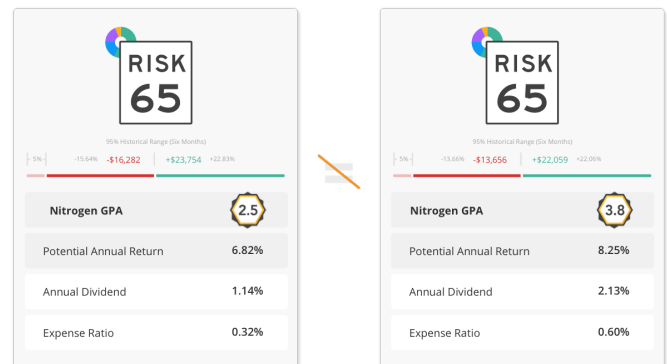 RISK
65
95% Historical Range (Six Months)
5% -15.64% -$16,282 +$23,754 +22.83%
Nitrogen GPA 2.5
Potential Annual Return 6.82%
Annual Dividend 1.14%
Expense Ratio 0.32%
RISK
65
95% Historical Range (Six Months)
5% -13.66% -$13,656 +$22,059 +22.06%
Nitrogen GPA 3.8
Potential Annual Return 8.25%
Annual Dividend 2.13%
Expense Ratio 0.60%